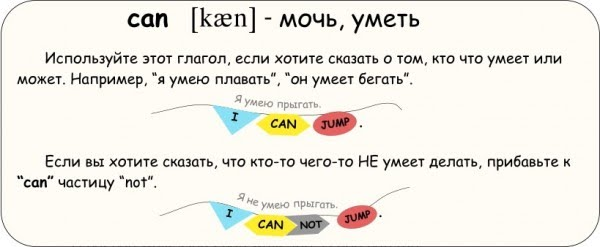 can [kæn] - мочь, уметь
Используйте этот глагол, если хотите сказать о том, кто что умеет или
может. Например, “я умею плавать”, “он умеет бегать”.
Я умею прыгать.
I CAN JUMP .
Если вы хотите сказать, что кто-то чего-то НЕ умеет делать, прибавьте к
“can” частицу “not”.
Я не умею прыгать.
I CAN NOT JUMP .